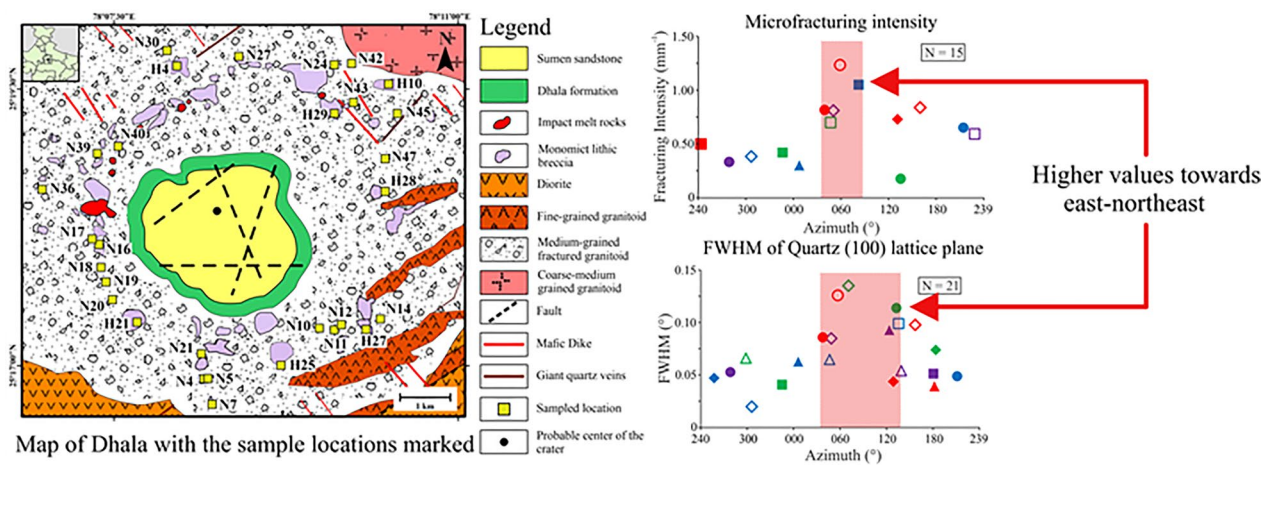 78°07'30"E
78°11'00"E
25°19'30"N
25°17'00"N
N
N30
H4
N27
N24
N42
N43
H10
H29
N45
N40
N39
N36
N47
H28
N17
N16
N18
N19
N20
H21
N21
N4
N5
N7
H25
N10
N12
N11
H27
N14
1 km
Map of Dhala with the sample locations marked
Legend
Sumen sandstone
Dhala formation
Impact melt rocks
Monomict lithic
breccia
Diorite
Fine-grained granitoid
Medium-grained
fractured granitoid
Coarse-medium
grained granitoid
Fault
Mafic Dike
Giant quartz veins
Sampled location
Probable center of the
crater
Microfracturing intensity
Fracturing Intensity (mm⁻¹)
1.50
1.00
0.50
0
N = 15
240 300 000 060 120 180 239
Azimuth (°)
FWHM of Quartz (100) lattice plane
FWHM (°)
0.15
0.10
0.05
0
N = 21
240 300 000 060 120 180 239
Azimuth (°)
Higher values towards
east-northeast